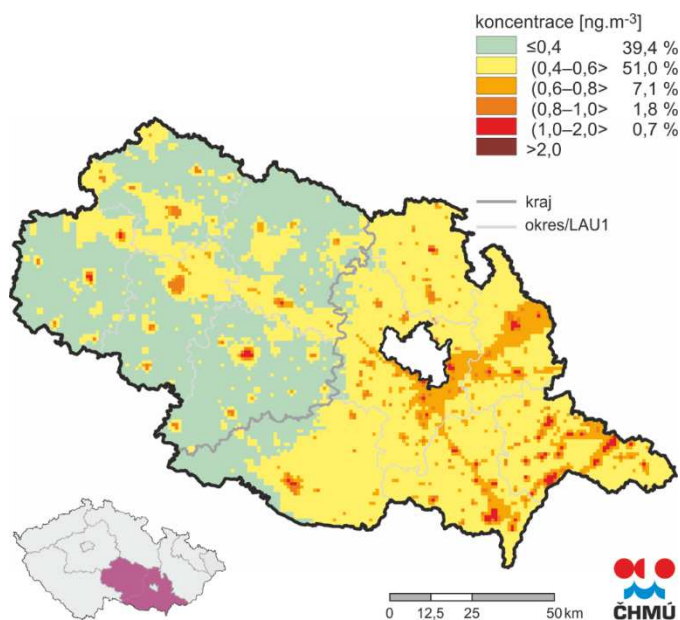 koncentrace [ng.m-3]
≤0,4 39,4 %
(0,4–0,6> 51,0 %
(0,6–0,8> 7,1 %
(0,8–1,0> 1,8 %
(1,0–2,0> 0,7 %
>2,0
kraj
okres/LAU1
0 12,5 25 50 km
ČHMÚ